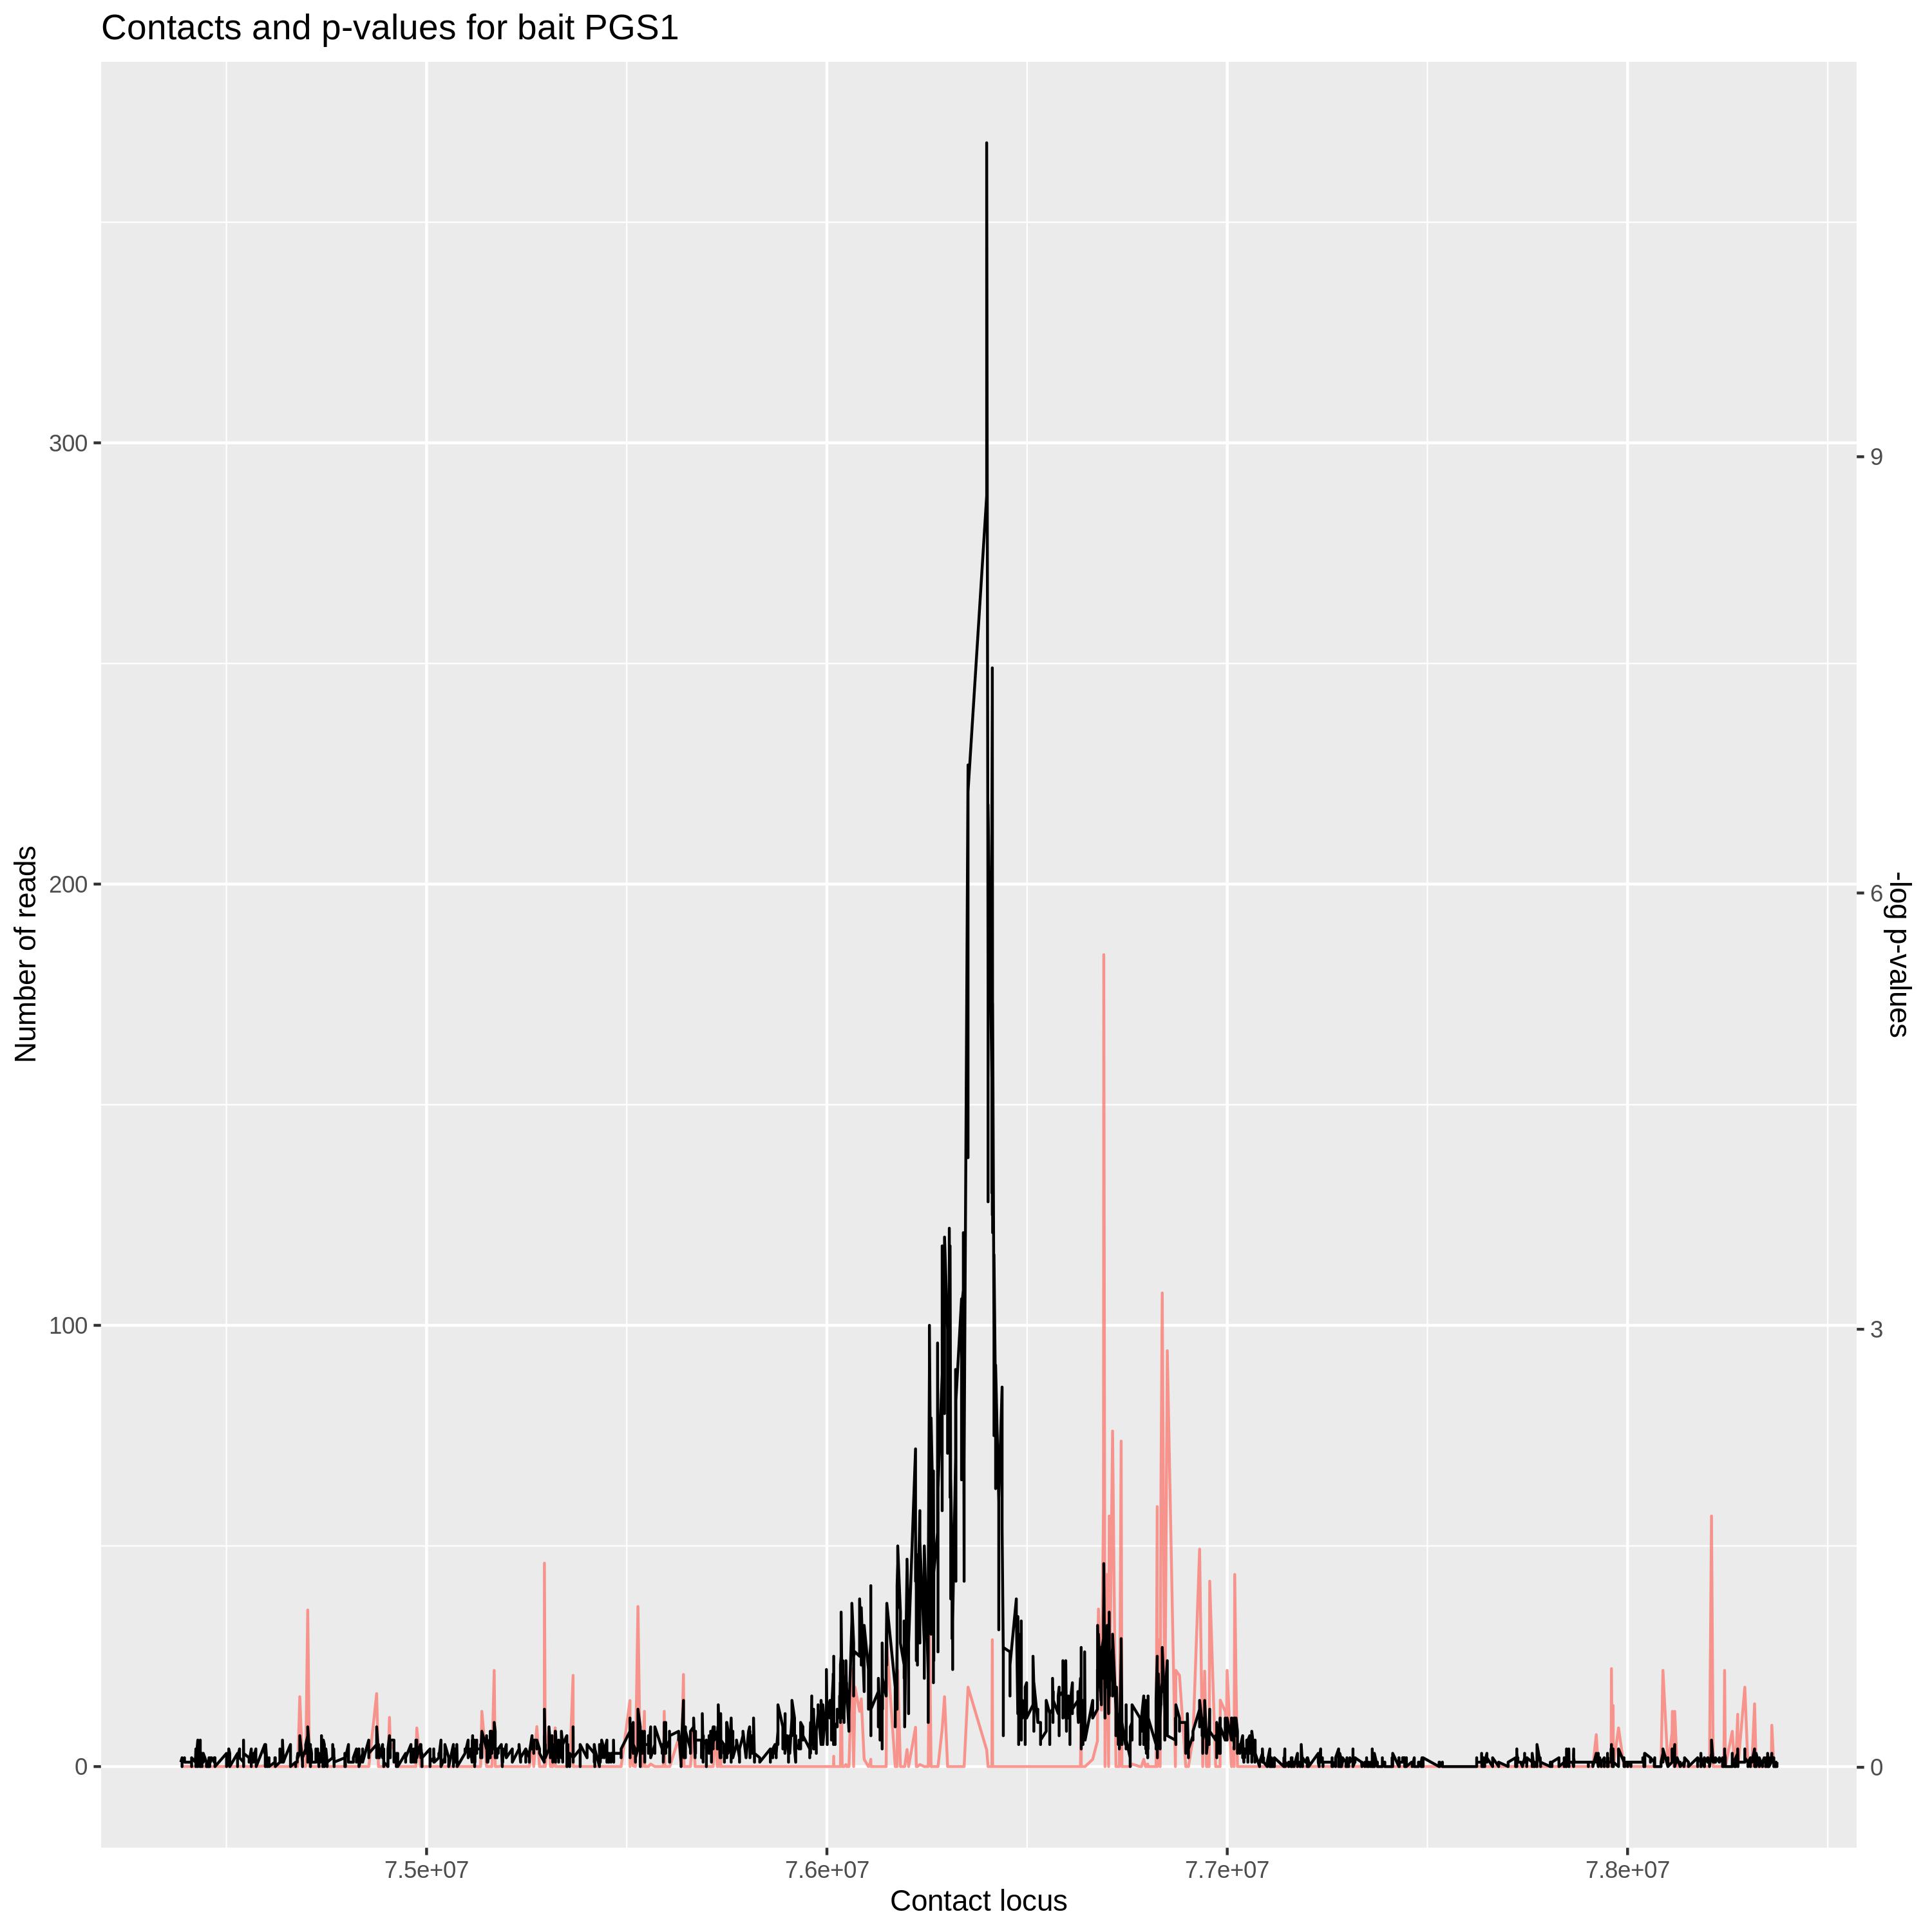 Contacts and p-values for bait PGS1
Number of reads
300
200
100
0
9
6
3
0
-log p-values
7.5e+07
7.6e+07
7.7e+07
7.8e+07
Contact locus